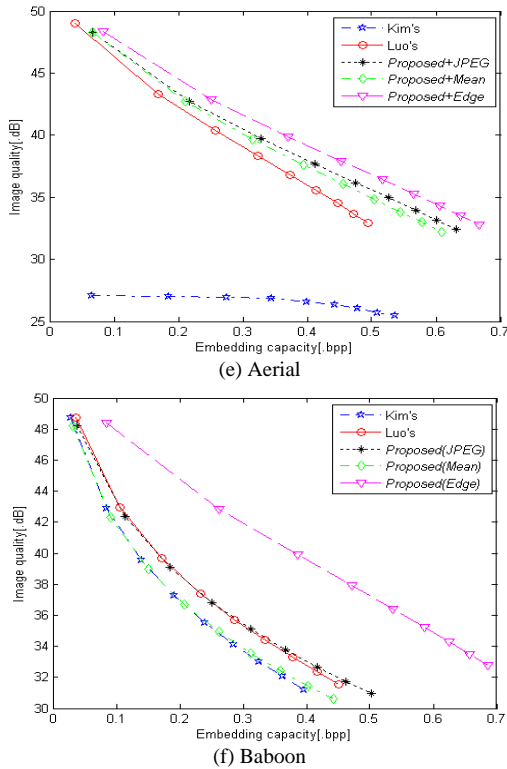 50
45
40
35
30
25
Image quality[.dB]
Kim's
Luo's
Proposed+JPEG
Proposed+Mean
Proposed+Edge
0
0.1
0.2
0.3
0.4
0.5
0.6
0.7
Embedding capacity[.bpp]
(e) Aerial
50
48
46
44
42
40
38
36
34
32
30
Image quality[.dB]
Kim's
Luo's
Proposed(JPEG)
Proposed(Mean)
Proposed(Edge)
0
0.1
0.2
0.3
0.4
0.5
0.6
0.7
Embedding capacity[.bpp]
(f) Baboon